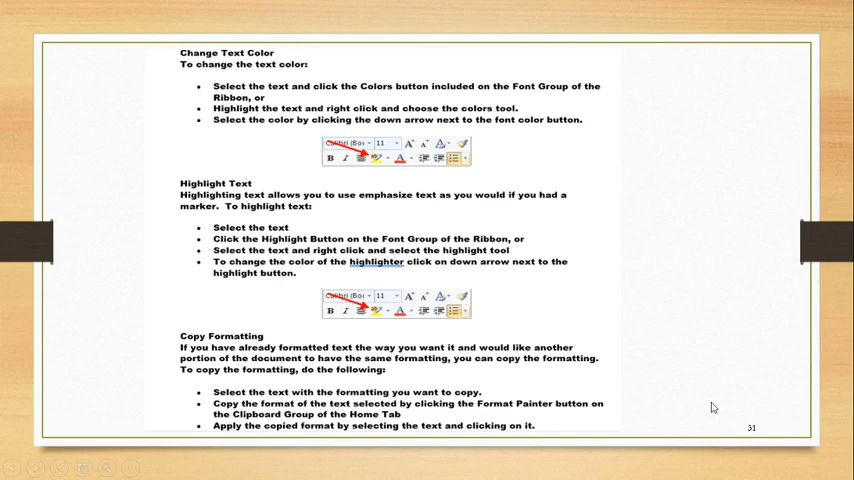 Change Text Color
To change the text color:
• Select the text and click the Colors button included on the Font Group of the
Ribbon, or
• Highlight the text and right click and choose the colors tool.
• Select the color by clicking the down arrow next to the font color button.
Calibri (Boc 11 A A A
B I A
Highlight Text
Highlighting text allows you to use emphasize text as you would if you had a
marker. To highlight text:
• Select the text
• Click the Highlight Button on the Font Group of the Ribbon, or
• Select the text and right click and select the highlight tool
• To change the color of the highlighter click on down arrow next to the
highlight button.
Calibri (Boc 11 A A A
B I A
Copy Formatting
If you have already formatted text the way you want it and would like another
portion of the document to have the same formatting, you can copy the formatting.
To copy the formatting, do the following:
• Select the text with the formatting you want to copy.
• Copy the format of the text selected by clicking the Format Painter button on
the Clipboard Group of the Home Tab
• Apply the copied format by selecting the text and clicking on it.
31